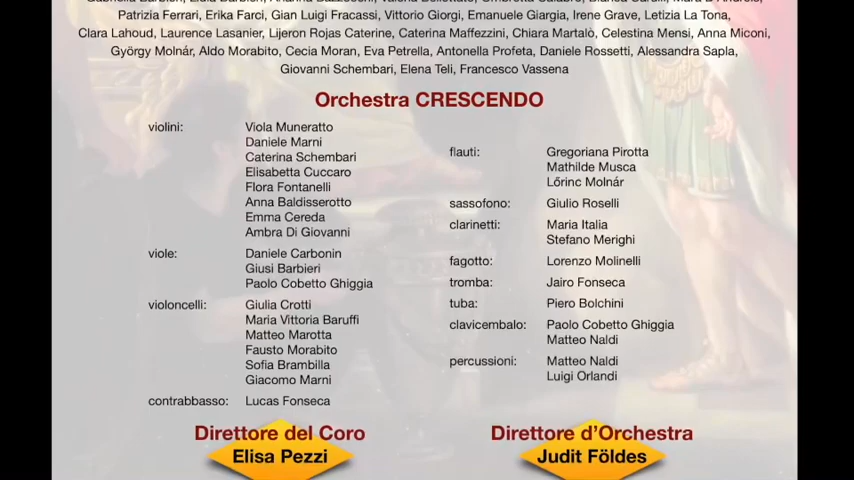 Patrizia Ferrari, Erika Farci, Gian Luigi Fracassi, Vittorio Giorgi, Emanuele Giargia, Irene Grave, Letizia La Tona,
Clara Lahoud, Laurence Lasanier, Lijeron Rojas Caterine, Caterina Maffezzini, Chiara Martalò, Celestina Mensi, Anna Miconi,
György Molnár, Aldo Morabito, Cecia Moran, Eva Petrella, Antonella Profeta, Daniele Rossetti, Alessandra Sapla,
Giovanni Schembari, Elena Teli, Francesco Vassena
Orchestra CRESCENDO
violini: Viola Muneratto
Daniele Marni
Caterina Schembari
Elisabetta Cuccaro
Flora Fontanelli
Anna Baldisserotto
Emma Cereda
Ambra Di Giovanni
viole: Daniele Carbonin
Giusi Barbieri
Paolo Cobetto Ghiggia
violoncelli: Giulia Crotti
Maria Vittoria Baruffi
Matteo Marotta
Fausto Morabito
Sofia Brambilla
Giacomo Marni
contrabbasso: Lucas Fonseca
flauti: Gregoriana Pirotta
Mathilde Musca
Lőrinc Molnár
sassofono: Giulio Roselli
clarinetti: Maria Italia
Stefano Merighi
fagotto: Lorenzo Molinelli
tromba: Jairo Fonseca
tuba: Piero Bolchini
clavicembalo: Paolo Cobetto Ghiggia
Matteo Naldi
percussioni: Matteo Naldi
Luigi Orlandi
Direttore del Coro
Elisa Pezzi
Direttore d'Orchestra
Judit Földes